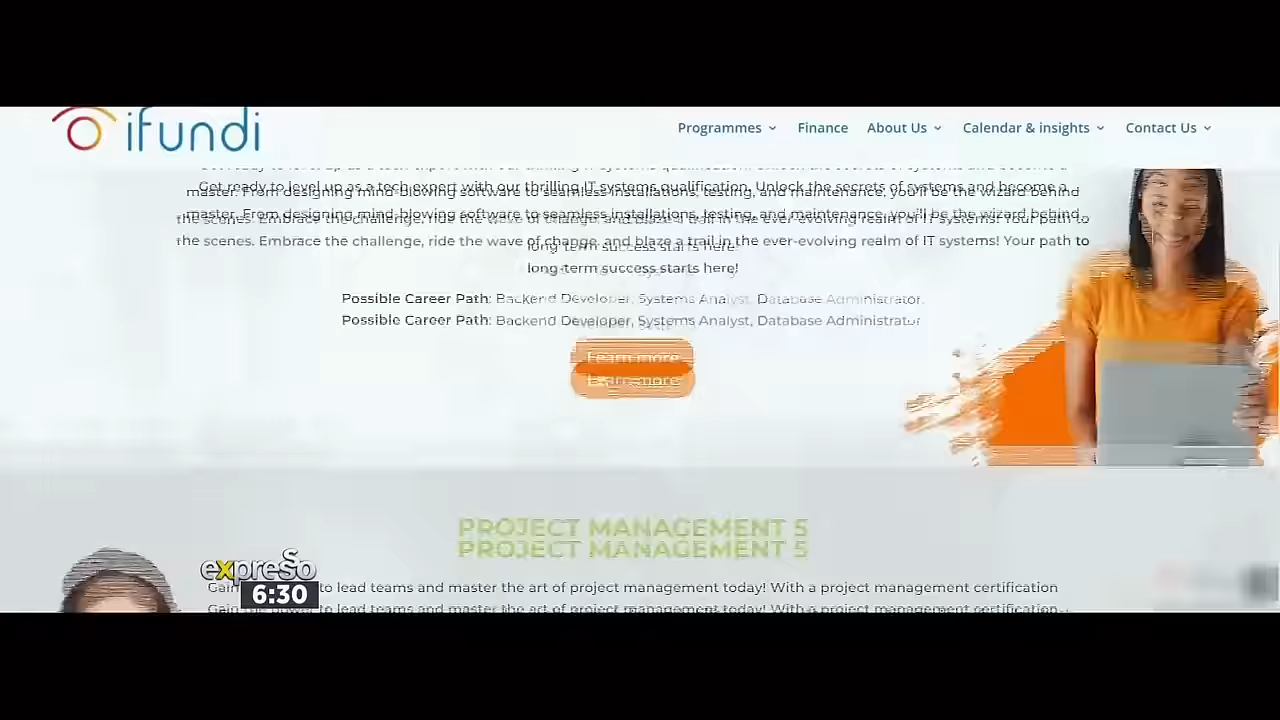 ifundi
Programmes Finance About Us Calendar & insights Contact Us
Get ready to level up as a tech expert with our thrilling IT systems qualification. Unlock the secrets of systems and become a
master. From designing mind-blowing software to seamless installations, testing, and maintenance, you'll be the wizard behind
the scenes. Embrace the challenge, ride the wave of change, and blaze a trail in the ever-evolving realm of IT systems! Your path to
long-term success starts here!
Possible Career Path: Backend Developer, Systems Analyst, Database Administrator
Learn more
PROJECT MANAGEMENT 5
Gain the power to lead teams and master the art of project management today! With a project management certification
expresso
6:30